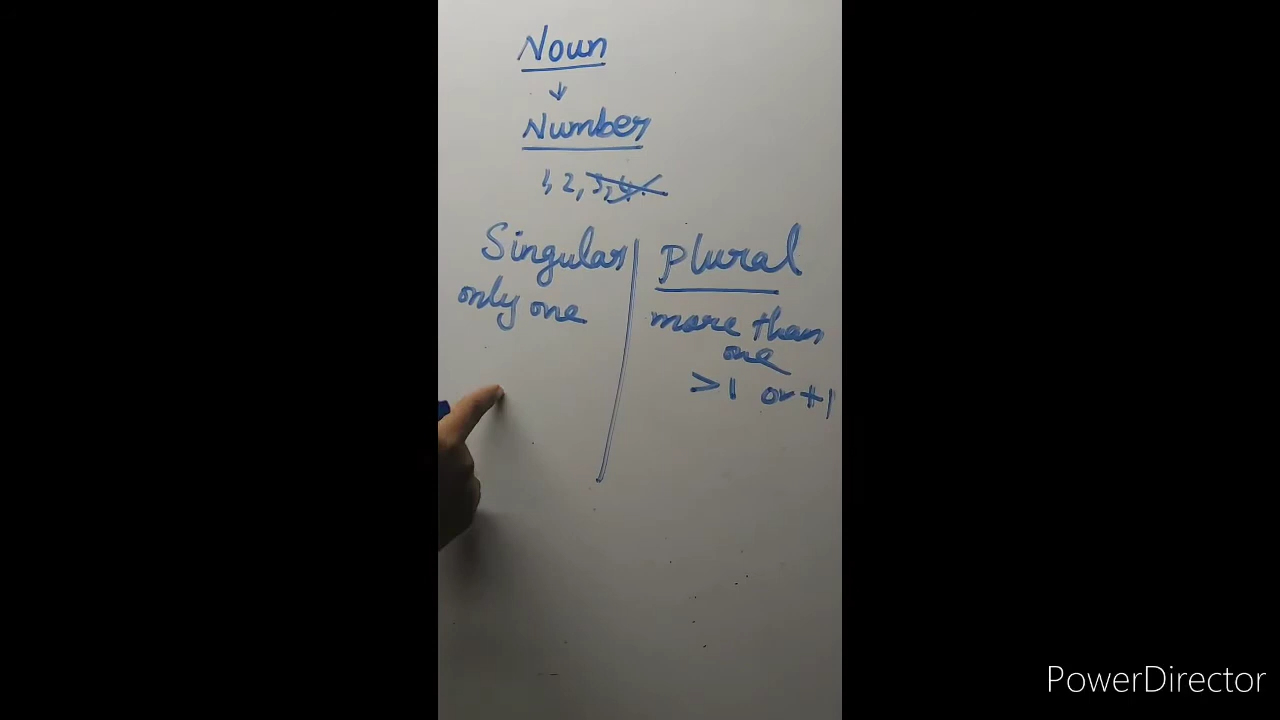 Noun
↓
Number
1, 2, 3, 4.
Singular
only one
Plural
more than
one
>1 or +1
PowerDirector